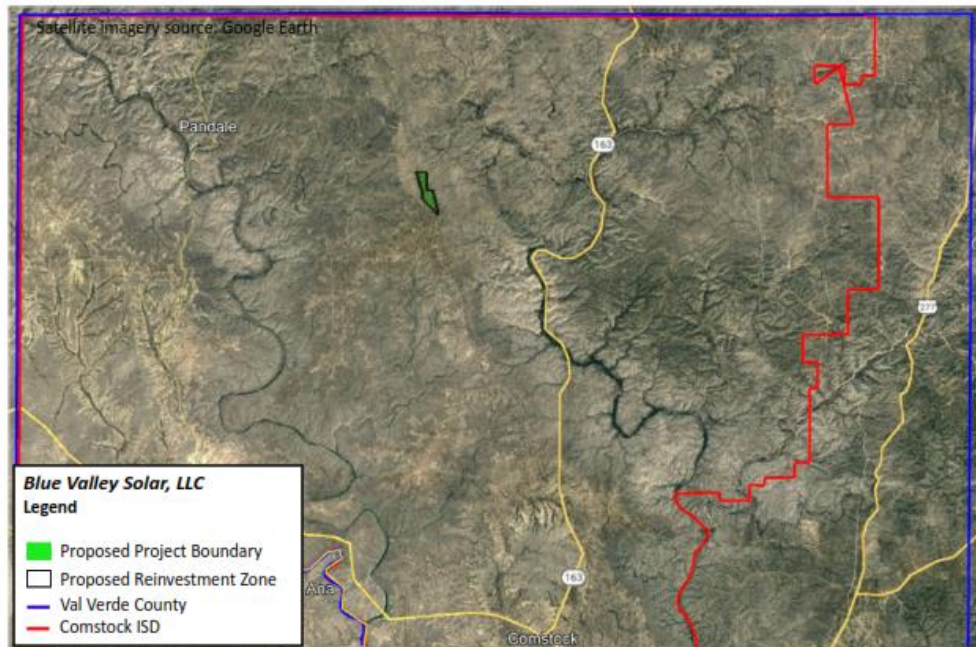 Satellite imagery source: Google Earth
Pandale
163
277
Blue Valley Solar, LLC
Legend
Proposed Project Boundary
Proposed Reinvestment Zone
Val Verde County
Comstock ISD
Ana
163
Comstock